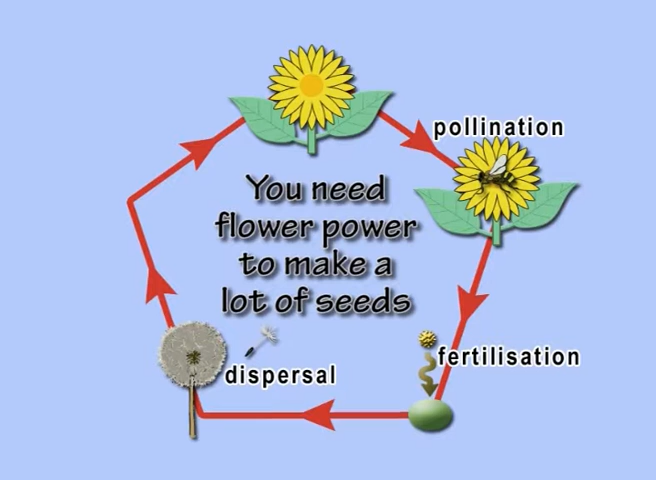 pollination
You need
flower power
to make a
lot of seeds
fertilisation
dispersal